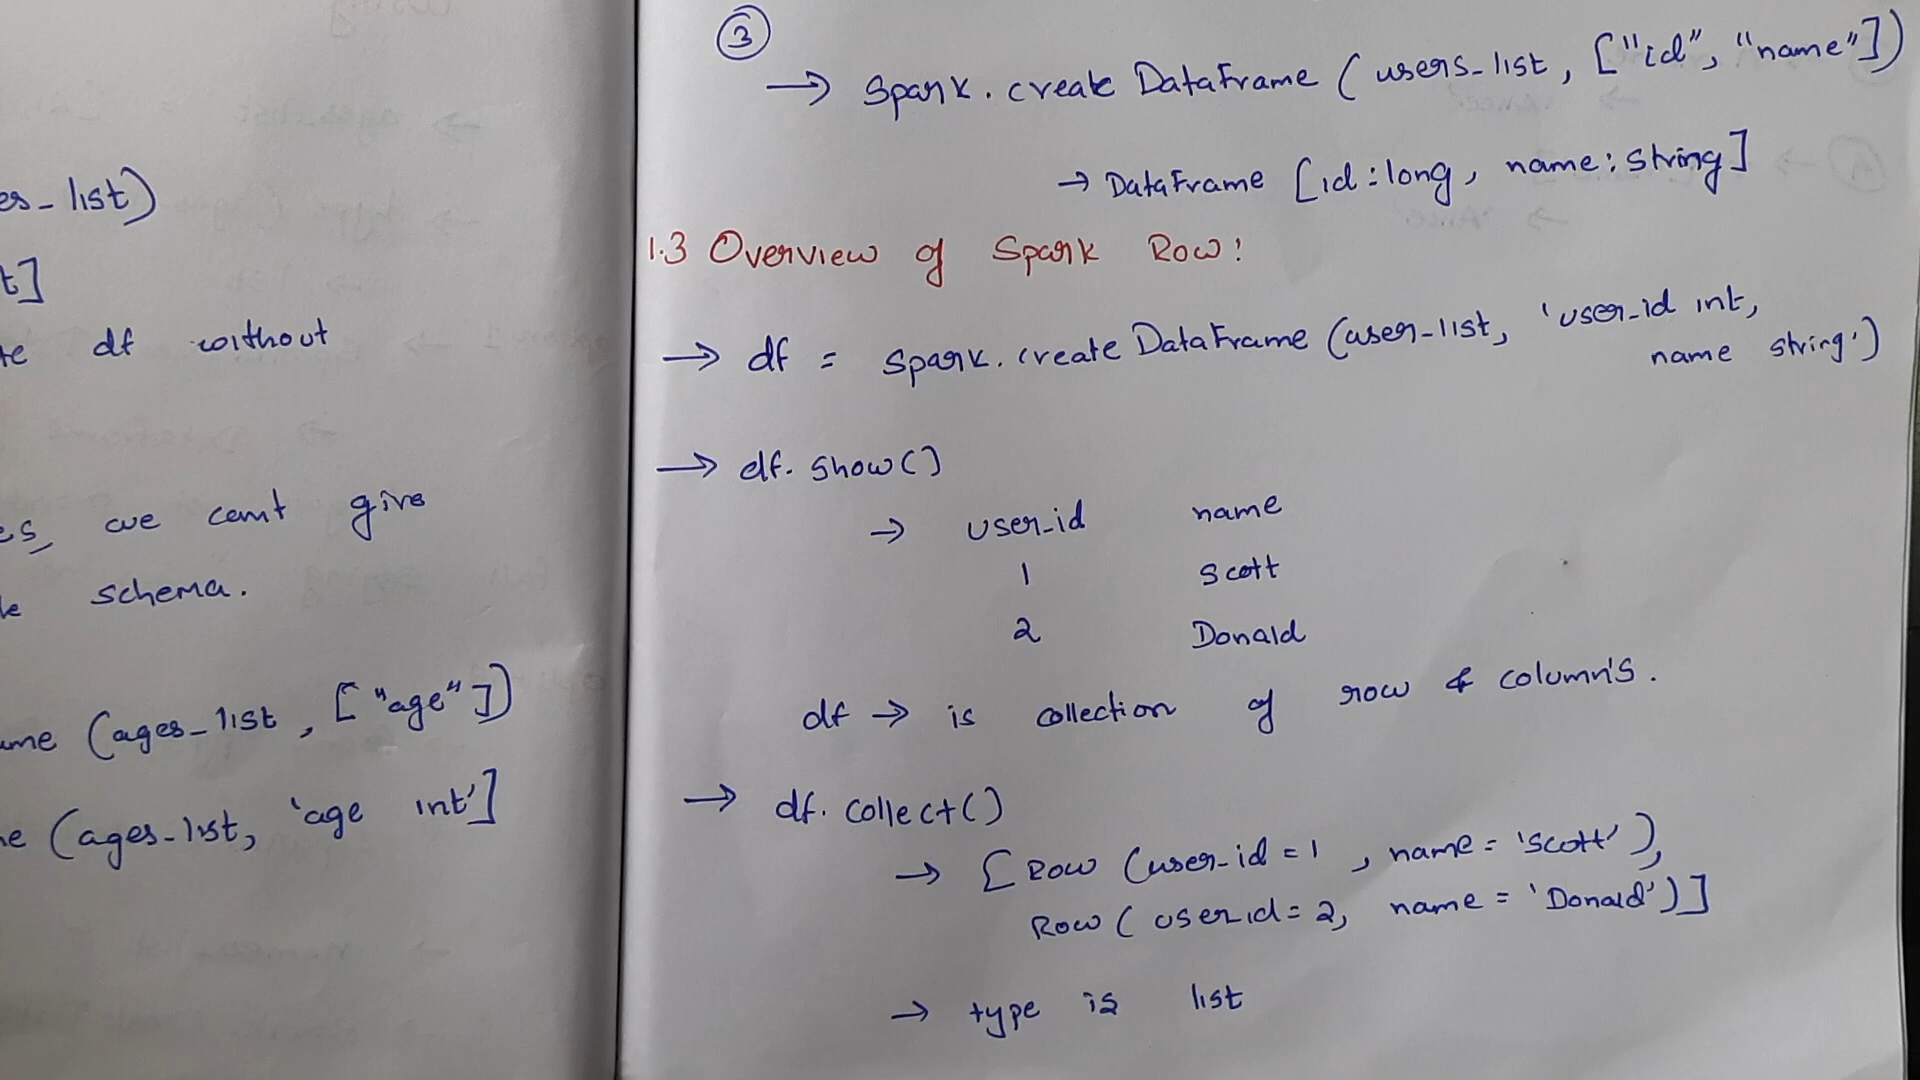 es_list)
t]
te df without
es, we can't give
le schema.
ame (ages_list, ["age"])
me (ages_list, 'age int']
3
→ Spark.createDataFrame (users_list, ["id", "name"])
→ DataFrame [id:long, name:string]
1.3 Overview of Spark Row:
→ df = spark.createDataFrame (user_list, 'user_id int,
name string')
→ df.show()
→ user_id name
1 scott
2 Donald
df → is collection of row & column's.
→ df.collect()
→ [Row (user_id=1, name='scott'),
Row (user_id=2, name='Donald')]
→ type is list